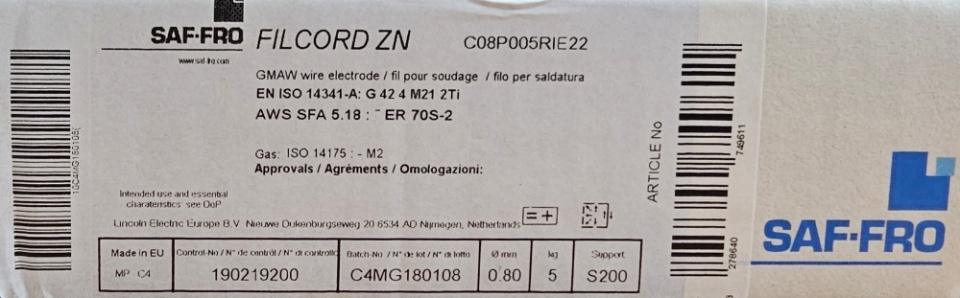 SAF-FRO FILCORD ZN C08P005RIE22
www.saf-fro.com
GMAW wire electrode / fil pour soudage / filo per saldatura
EN ISO 14341-A: G 42 4 M21 2Ti
AWS SFA 5.18 : ER 70S-2
Gas: ISO 14175 : - M2
Approvals / Agréments / Omologazioni:
Intended use and essential
charateristics see DoP
Lincoln Electric Europe B.V Nieuwe Dukenburgseweg 20 6534 AD Nijmegen, Netherlands
=+
Made in EU
MP C4
Control-No / N° de contrôl / N° di controllo
190219200
Batch-No / N° de lot / N° di lotto
C4MG180108
Ø mm
0.80
kg
5
Support
S200
10C4MG180108
ARTICLE No
749611
278640
SAF-FRO